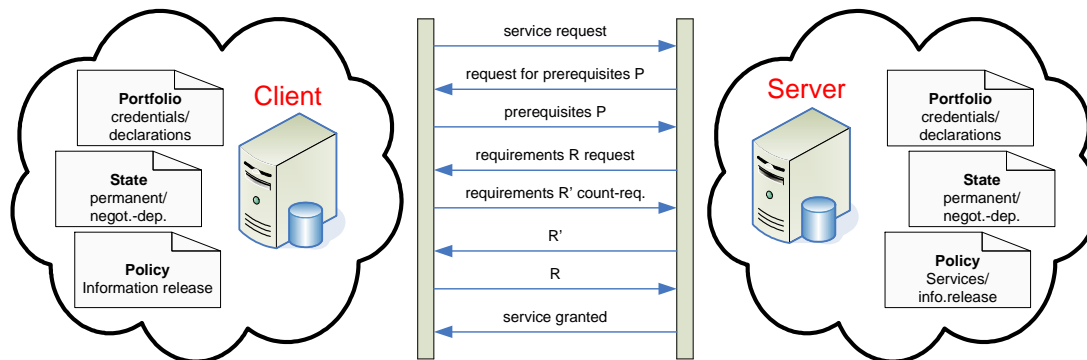 Portfolio
credentials/
declarations
Client
State
permanent/
negot.-dep.
Policy
Information release
service request
request for prerequisites P
prerequisites P
requirements R request
requirements R’ count-req.
R’
R
service granted
Server
Portfolio
credentials/
declarations
State
permanent/
negot.-dep.
Policy
Services/
info.release